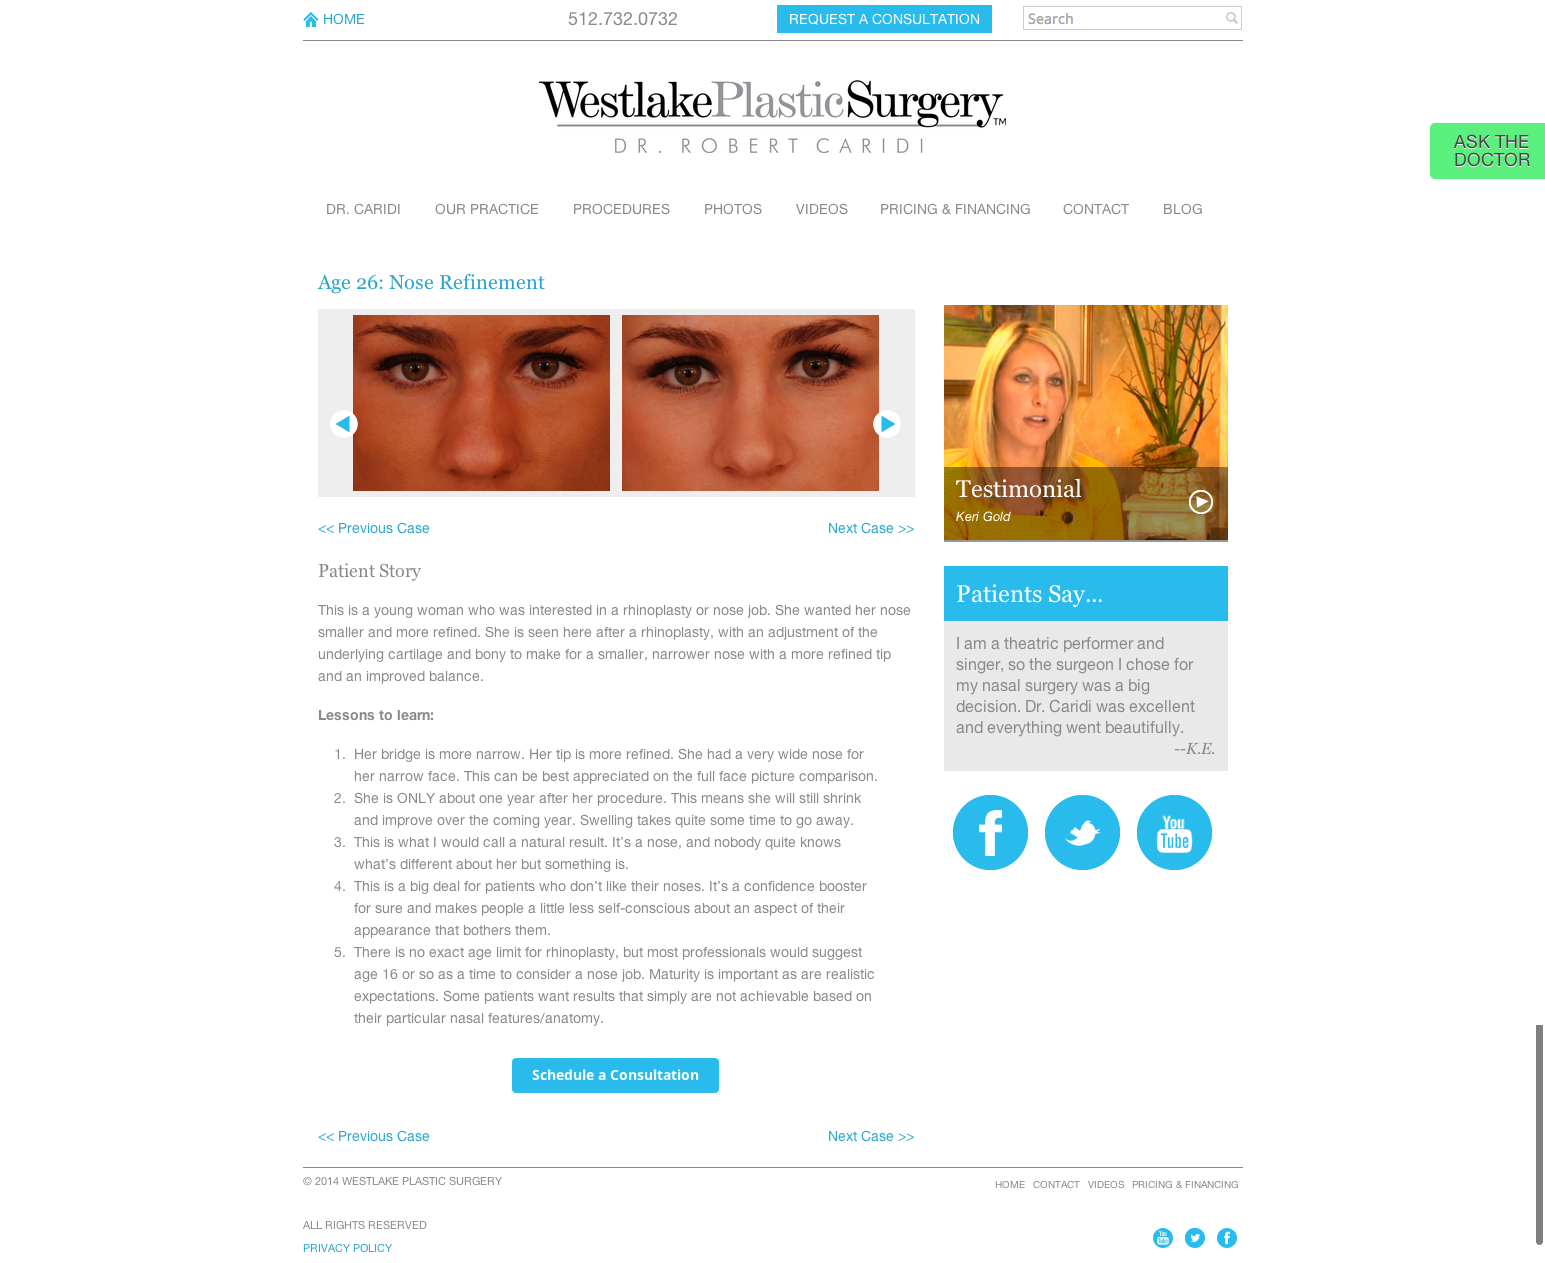 HOME
512.732.0732
REQUEST A CONSULTATION
Search
WestlakePlasticSurgery™
DR. ROBERT CARIDI
ASK THE
DOCTOR
DR. CARIDI
OUR PRACTICE
PROCEDURES
PHOTOS
VIDEOS
PRICING & FINANCING
CONTACT
BLOG
Age 26: Nose Refinement
<< Previous Case
Next Case >>
Patient Story
This is a young woman who was interested in a rhinoplasty or nose job. She wanted her nose
smaller and more refined. She is seen here after a rhinoplasty, with an adjustment of the
underlying cartilage and bony to make for a smaller, narrower nose with a more refined tip
and an improved balance.
Lessons to learn:
1. Her bridge is more narrow. Her tip is more refined. She had a very wide nose for
her narrow face. This can be best appreciated on the full face picture comparison.
2. She is ONLY about one year after her procedure. This means she will still shrink
and improve over the coming year. Swelling takes quite some time to go away.
3. This is what I would call a natural result. It's a nose, and nobody quite knows
what's different about her but something is.
4. This is a big deal for patients who don't like their noses. It's a confidence booster
for sure and makes people a little less self-conscious about an aspect of their
appearance that bothers them.
5. There is no exact age limit for rhinoplasty, but most professionals would suggest
age 16 or so as a time to consider a nose job. Maturity is important as are realistic
expectations. Some patients want results that simply are not achievable based on
their particular nasal features/anatomy.
Schedule a Consultation
<< Previous Case
Next Case >>
Testimonial
Keri Gold
Patients Say...
I am a theatric performer and
singer, so the surgeon I chose for
my nasal surgery was a big
decision. Dr. Caridi was excellent
and everything went beautifully.
--K.E.
f
You
Tube
© 2014 WESTLAKE PLASTIC SURGERY
HOME
CONTACT
VIDEOS
PRICING & FINANCING
ALL RIGHTS RESERVED
PRIVACY POLICY
You
Tube
f